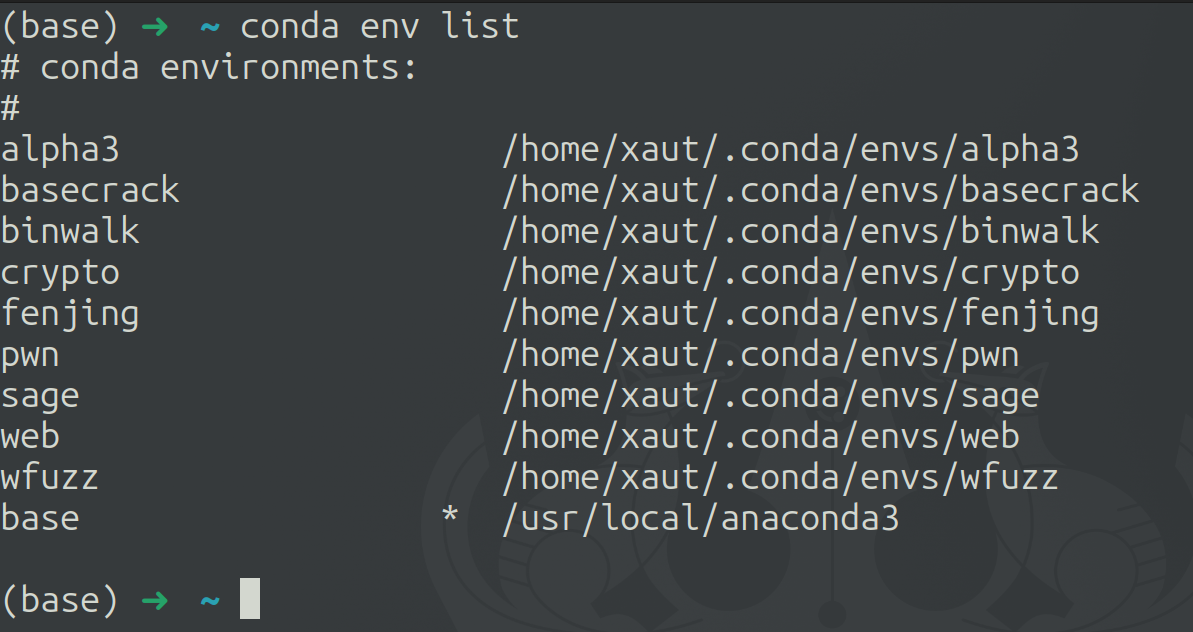 (base) ➜ ~ conda env list
# conda environments:
#
alpha3                   /home/xaut/.conda/envs/alpha3
basecrack                /home/xaut/.conda/envs/basecrack
binwalk                  /home/xaut/.conda/envs/binwalk
crypto                   /home/xaut/.conda/envs/crypto
fenjing                  /home/xaut/.conda/envs/fenjing
pwn                      /home/xaut/.conda/envs/pwn
sage                     /home/xaut/.conda/envs/sage
web                      /home/xaut/.conda/envs/web
wfuzz                    /home/xaut/.conda/envs/wfuzz
base                  *  /usr/local/anaconda3
(base) ➜ ~